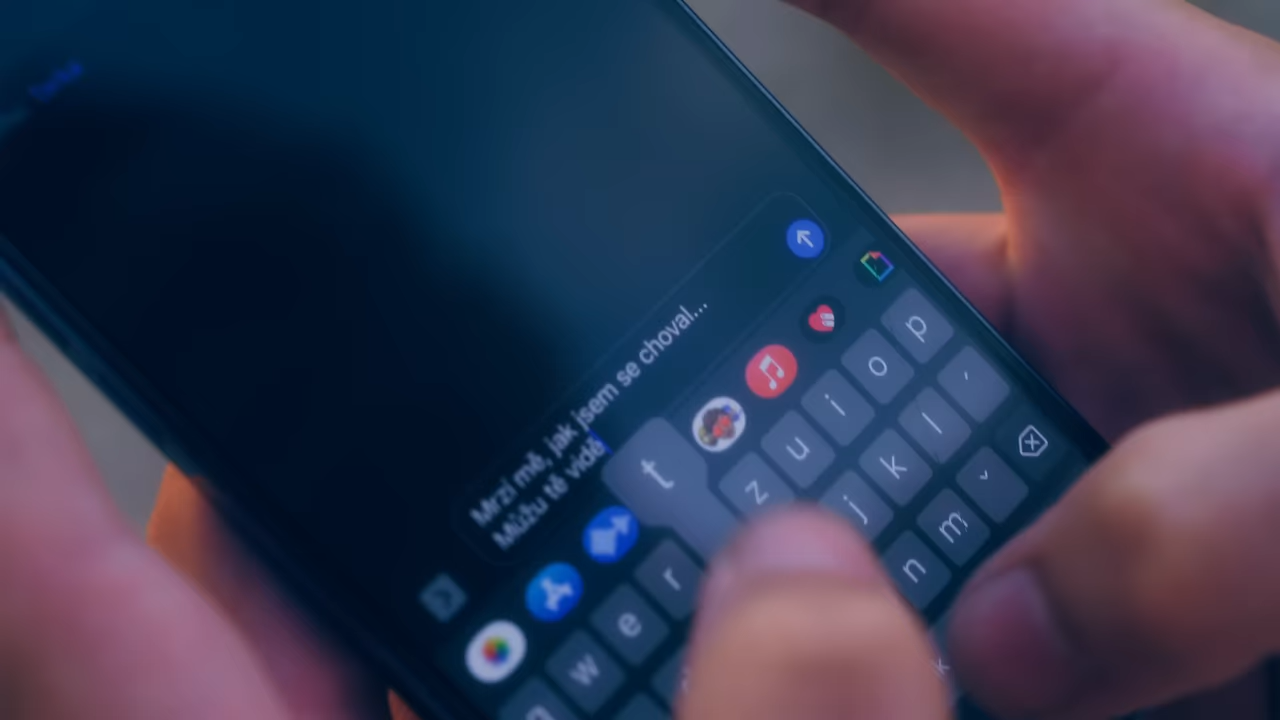 Mrzí mě, jak jsem se choval...
Můžu tě vidě
t
p
o
i
u
z
l
k
j
m
n
r
e
w